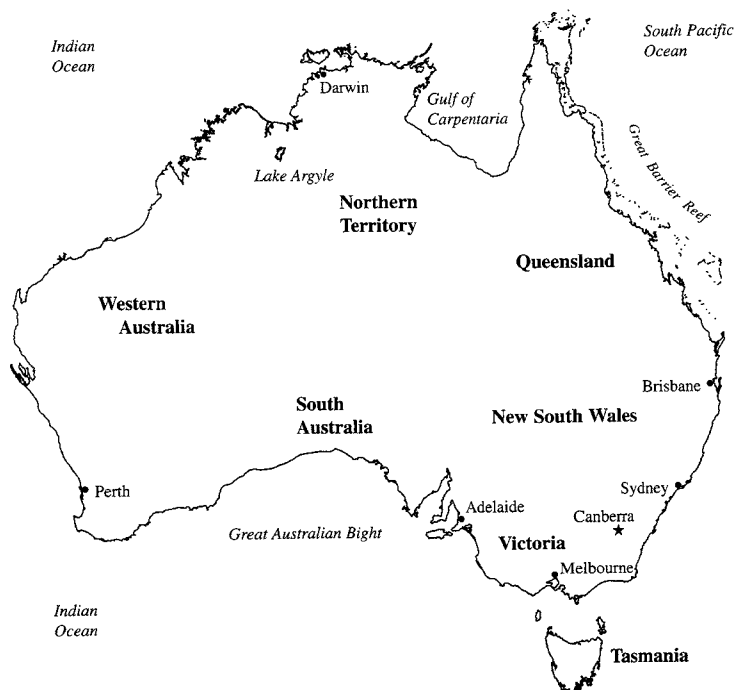 Indian
Ocean
South Pacific
Ocean
Darwin
Gulf of
Carpentaria
Great Barrier Reef
Lake Argyle
Northern
Territory
Queensland
Western
Australia
Brisbane
South
Australia
New South Wales
Perth
Sydney
Adelaide
Canberra
Great Australian Bight
Victoria
Melbourne
Indian
Ocean
Tasmania